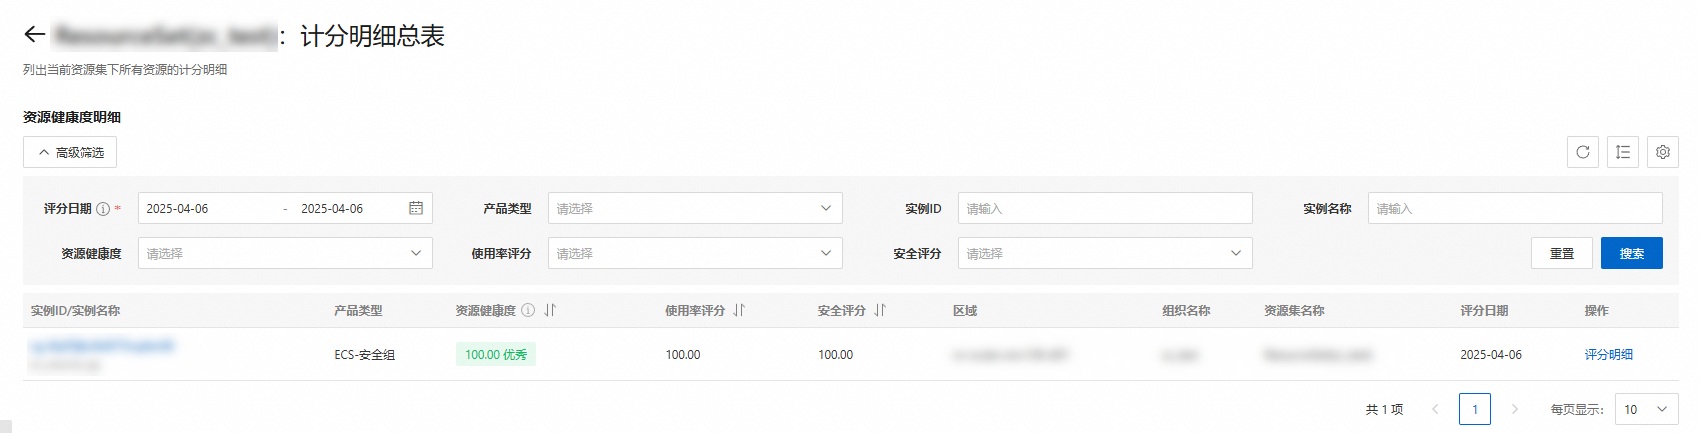 ：计分明细总表
列出当前资源集下所有资源的计分明细
资源健康度明细
高级筛选
评分日期 * 2025-04-06 - 2025-04-06 产品类型 请选择 实例ID 请输入 实例名称 请输入
资源健康度 请选择 使用率评分 请选择 安全评分 请选择 重置 搜索
实例ID/实例名称 产品类型 资源健康度 使用率评分 安全评分 区域 组织名称 资源集名称 评分日期 操作
ECS-安全组 100.00 优秀 100.00 100.00 2025-04-06 评分明细
共 1 项 1 每页显示： 10